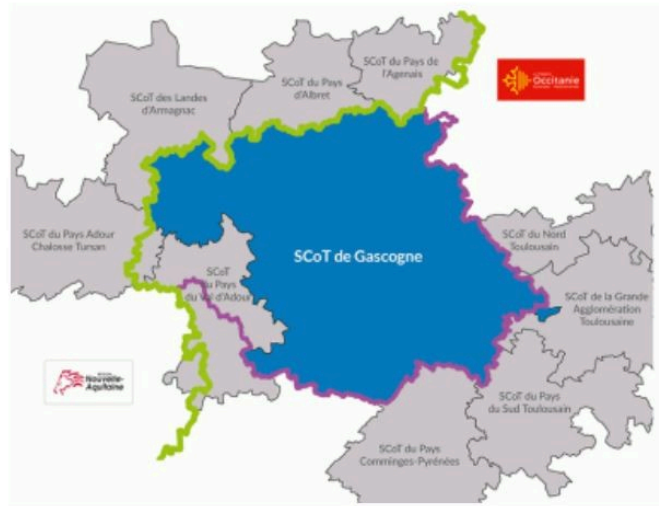 SCoT du Pays de
l'Agenais
SCoT du Pays
d'Albret
SCoT des Landes
d'Armagnac
Occitanie
SCoT du Pays Adour
Chalosse Tursan
SCoT du Nord
Toulousain
SCoT de Gascogne
SCoT
du Pays
du Val d'Adour
SCoT de la Grande
Agglomération
Toulousaine
Nouvelle-
Aquitaine
SCoT du Pays
du Sud Toulousain
SCoT du Pays
Comminges-Pyrénées